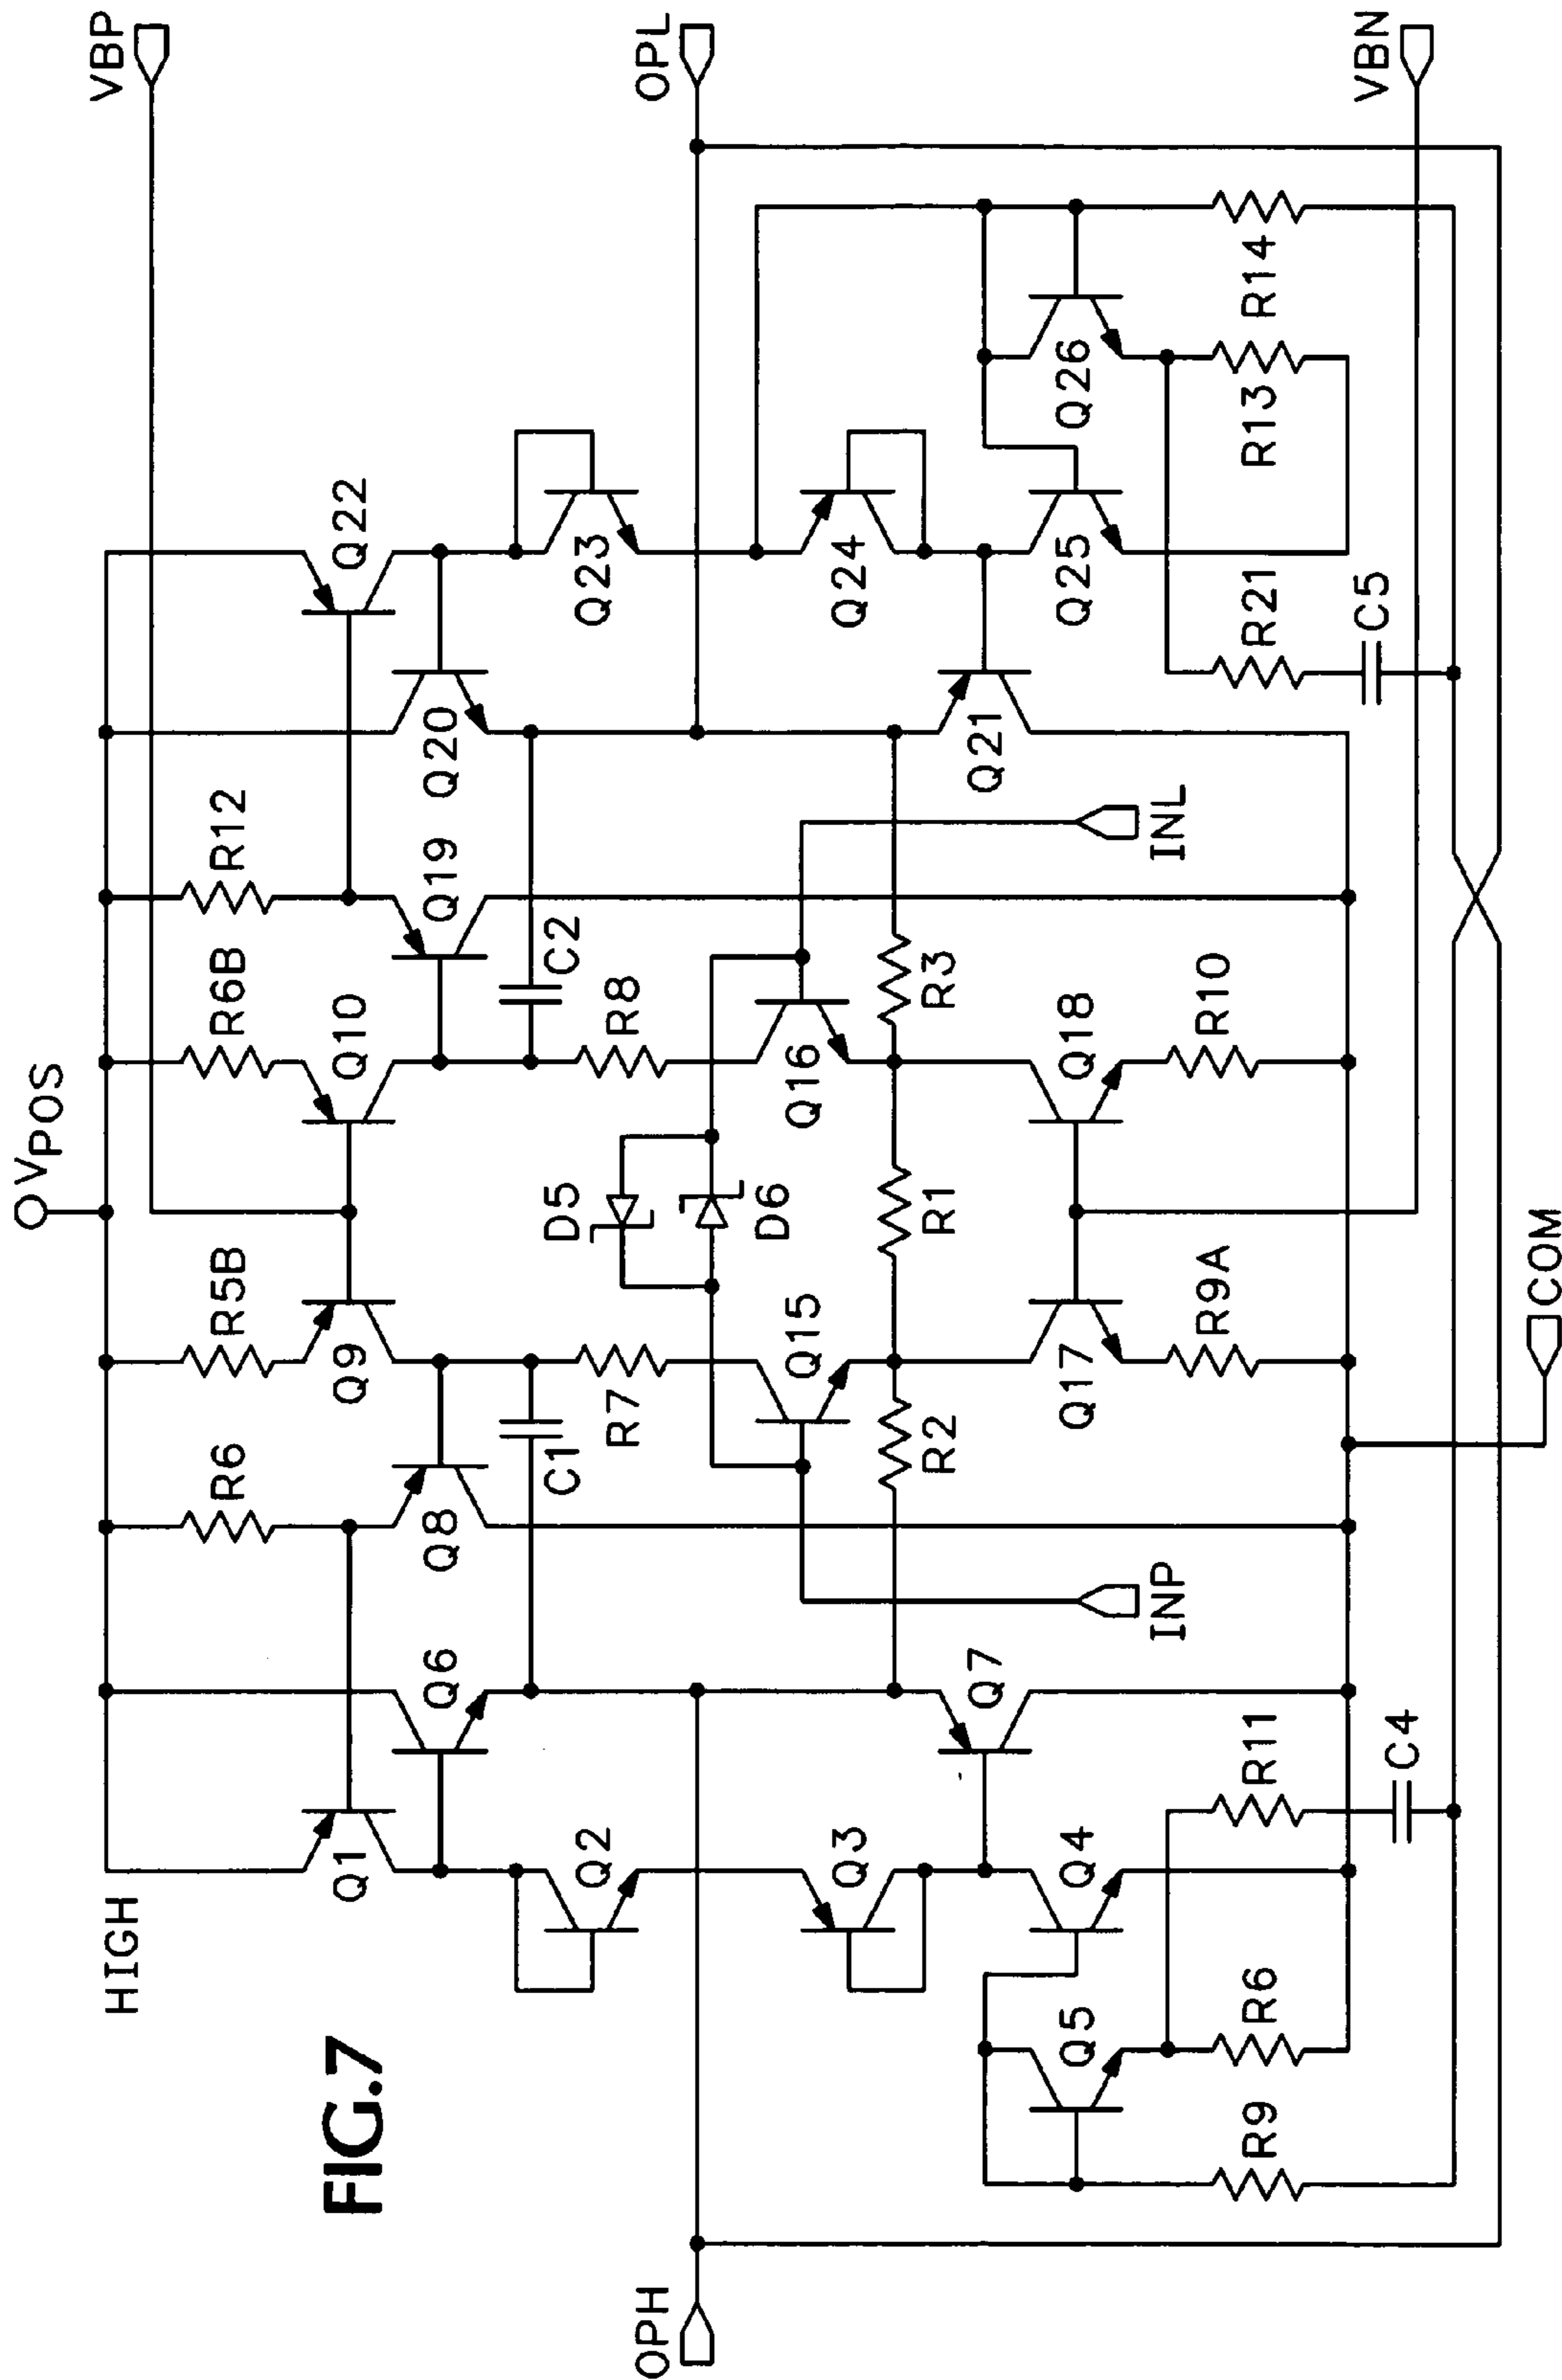 FIG.7
VPOS
HIGH
VBP
R6
R5B
R6B
R12
Q1
Q9
Q10
Q22
Q6
Q8
Q19
Q20
C1
C2
Q2
R7
D5
R8
Q23
OPH
D6
OPL
Q15
Q16
Q3
Q24
R2
R1
R3
Q7
Q21
Q5
Q4
Q17
Q18
Q25
Q26
INP
INL
R9
R6
R11
R9A
R10
R21
R13
R14
C4
C5
VBN
COM